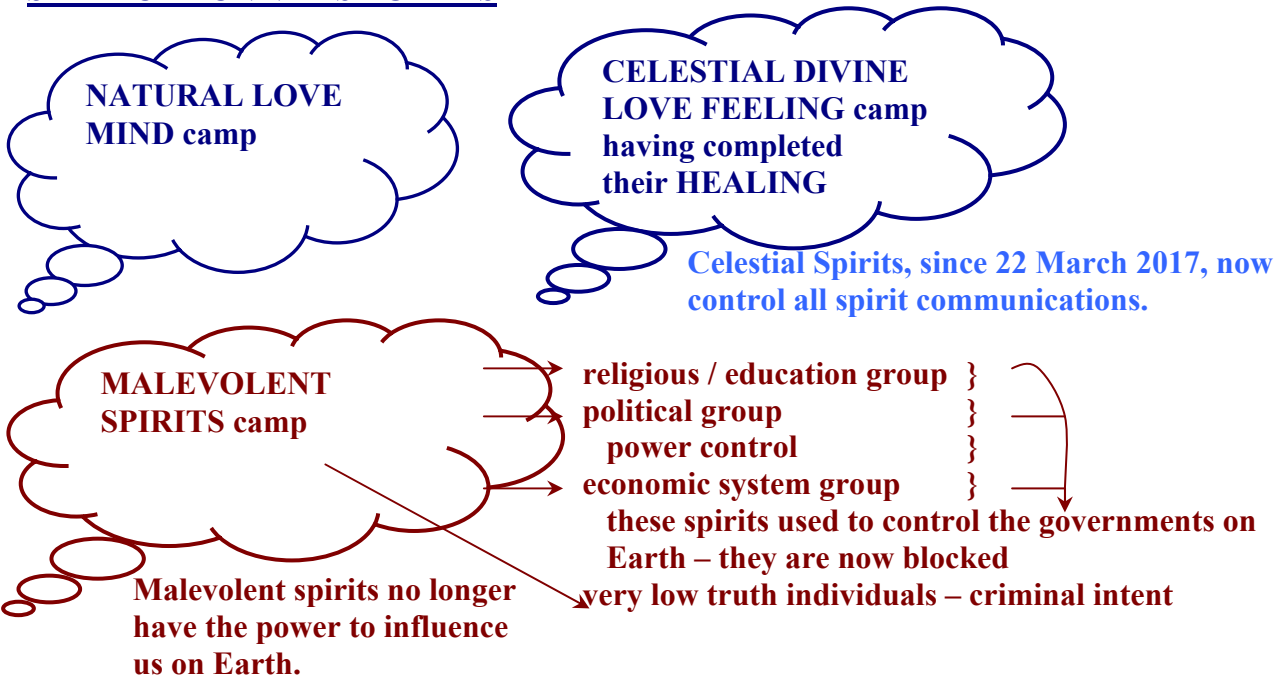 NATURAL LOVE
MIND camp
CELESTIAL DIVINE
LOVE FEELING camp
having completed
their HEALING
Celestial Spirits, since 22 March 2017, now
control all spirit communications.
MALEVOLENT
SPIRITS camp
religious / education group }
political group }
power control }
economic system group }
these spirits used to control the governments on
Earth – they are now blocked
very low truth individuals – criminal intent
Malevolent spirits no longer
have the power to influence
us on Earth.